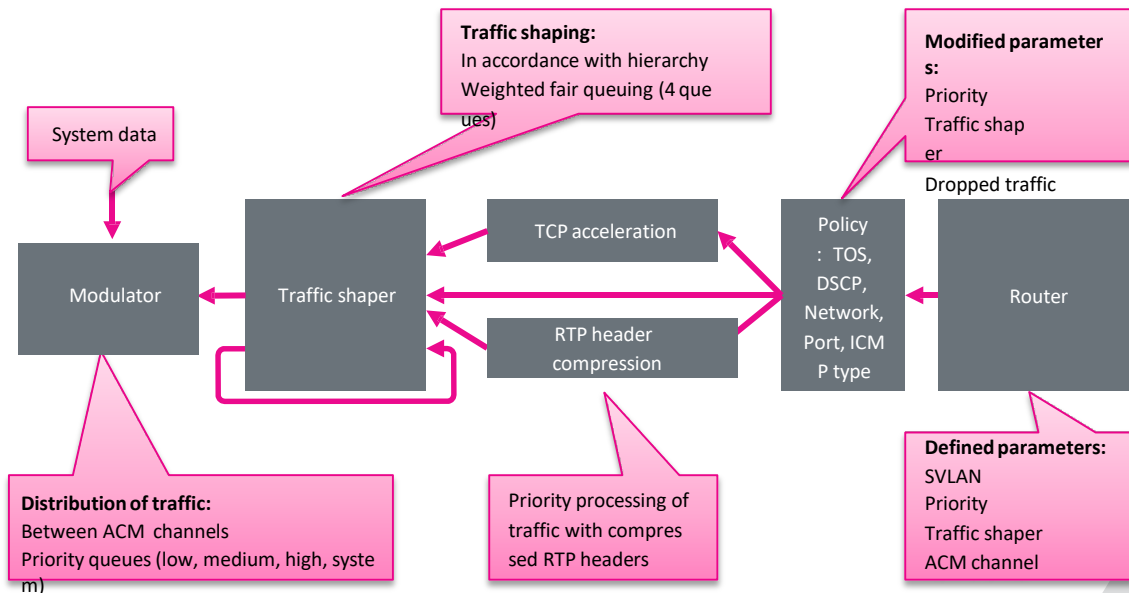 Traffic shaping:
In accordance with hierarchy
Weighted fair queuing (4 que
ues)
Modified parameter
s:
Priority
Traffic shap
er
Dropped traffic
System data
Modulator
Traffic shaper
TCP acceleration
RTP header
compression
Policy
: TOS,
DSCP,
Network,
Port, ICM
P type
Router
Distribution of traffic:
Between ACM channels
Priority queues (low, medium, high, syste
m)
Priority processing of
traffic with compres
sed RTP headers
Defined parameters:
SVLAN
Priority
Traffic shaper
ACM channel